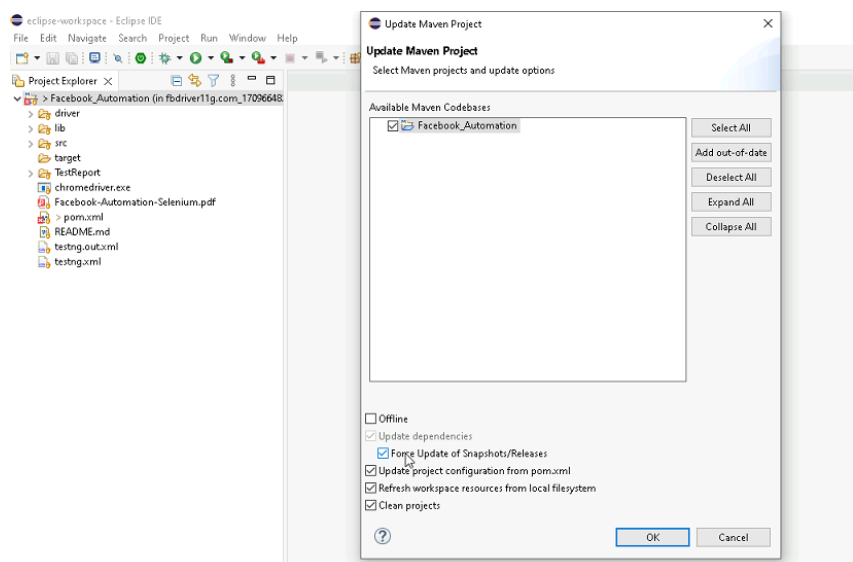 eclipse-workspace - Eclipse IDE
File Edit Navigate Search Project Run Window Help
Project Explorer
> Facebook_Automation (in fbdriver11g.com_17096648
driver
lib
src
target
TestReport
chromedriver.exe
Facebook-Automation-Selenium.pdf
> pom.xml
README.md
testng.out.xml
testng.xml
Update Maven Project
Update Maven Project
Select Maven projects and update options
Available Maven Codebases
Facebook_Automation
Select All
Add out-of-date
Deselect All
Expand All
Collapse All
Offline
Update dependencies
Force Update of Snapshots/Releases
Update project configuration from pom.xml
Refresh workspace resources from local filesystem
Clean projects
?
OK
Cancel